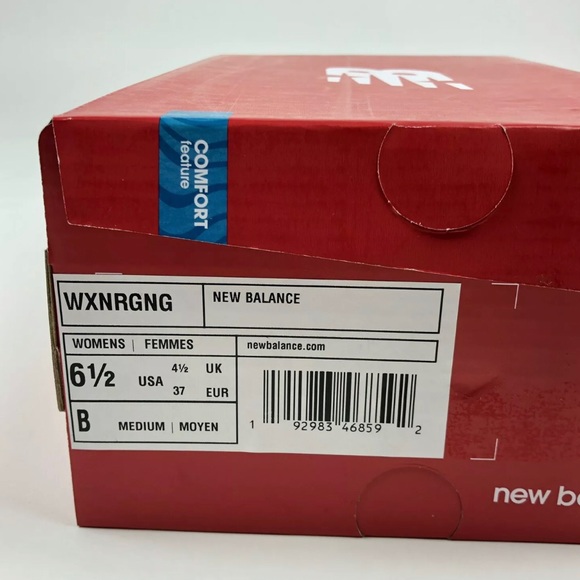 COMFORT
feature
WXNRGNG
NEW BALANCE
WOMENS | FEMMES
newbalance.com
6½ USA 4½ UK
37 EUR
B MEDIUM | MOYEN
1 92983 46859 2
new